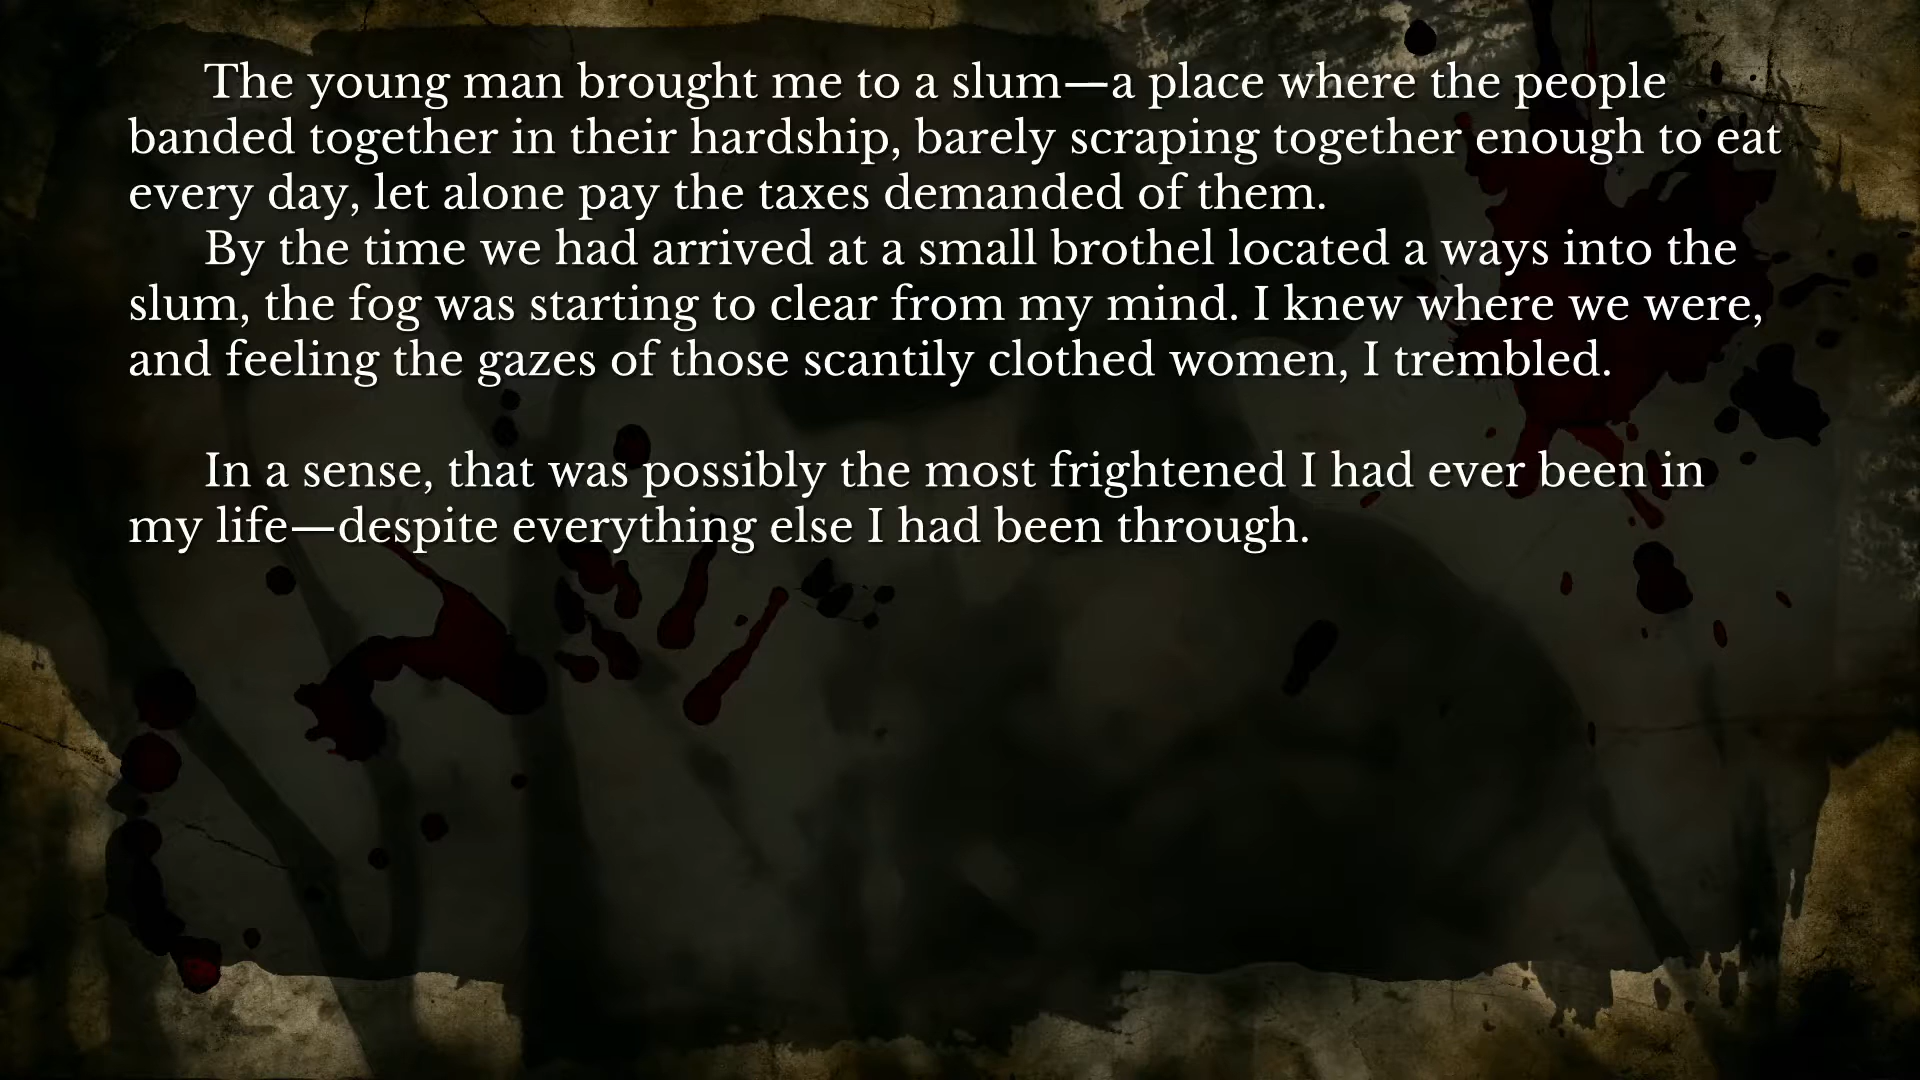 The young man brought me to a slum—a place where the people
banded together in their hardship, barely scraping together enough to eat
every day, let alone pay the taxes demanded of them.
By the time we had arrived at a small brothel located a ways into the
slum, the fog was starting to clear from my mind. I knew where we were,
and feeling the gazes of those scantily clothed women, I trembled.
In a sense, that was possibly the most frightened I had ever been in
my life—despite everything else I had been through.